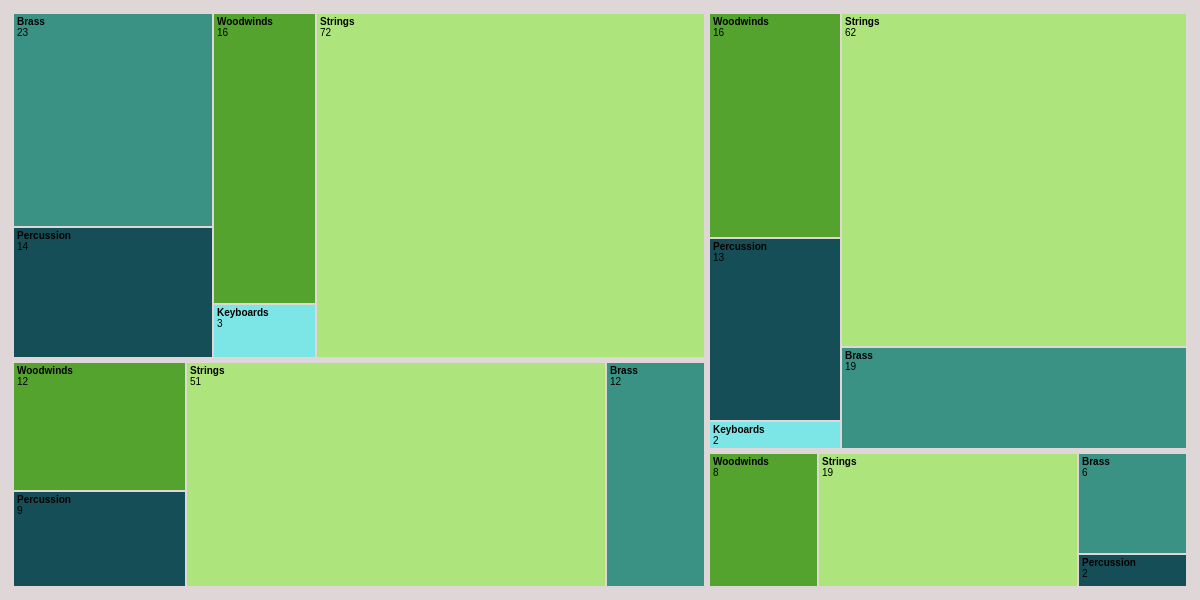 Brass
23
Percussion
14
Woodwinds
16
Keyboards
3
Strings
72
Woodwinds
12
Percussion
9
Strings
51
Brass
12
Woodwinds
16
Percussion
13
Keyboards
2
Strings
62
Brass
19
Woodwinds
8
Strings
19
Brass
6
Percussion
2